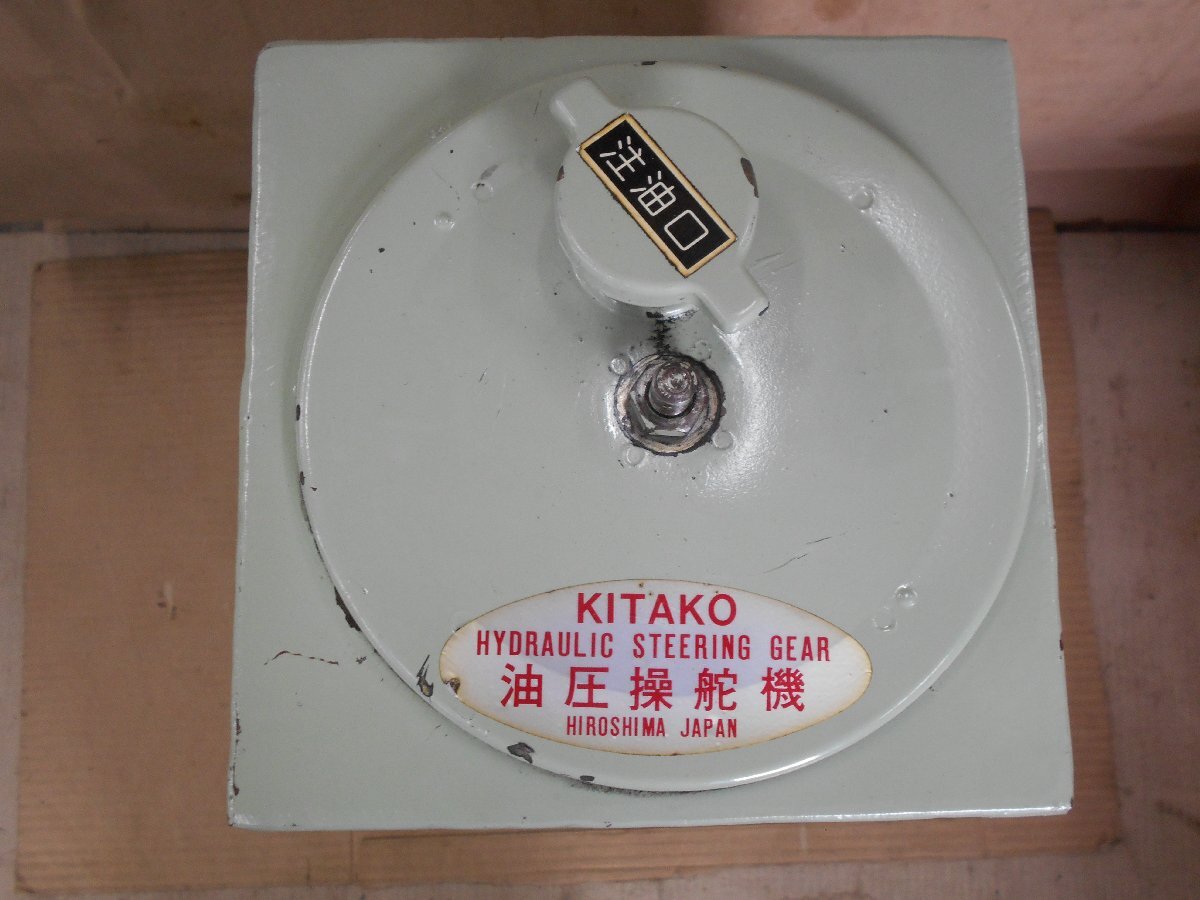 注油口
KITAKO
HYDRAULIC STEERING GEAR
油圧操舵機
HIROSHIMA JAPAN